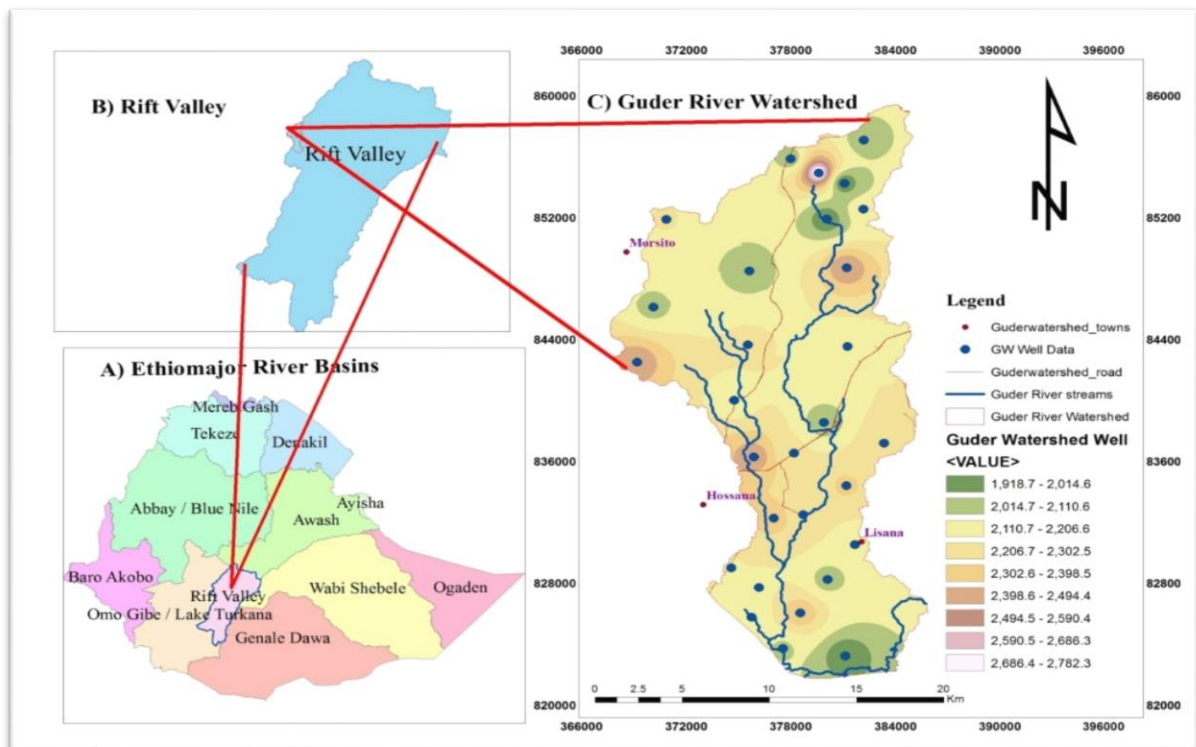 B) Rift Valley
Rift Valley
A) Ethiomajor River Basins
Mereb Gash
Tekeze
Denakil
Abbay / Blue Nile
Ayisha
Awash
Baro Akobo
Rift Valley
Wabi Shebele
Ogaden
Omo Gibe / Lake Turkana
Genale Dawa
366000 372000 378000 384000 390000 396000
860000 860000
C) Guder River Watershed
N
852000 852000
Morsito
844000 844000
836000 836000
Hossana
Lisana
828000 828000
820000 820000
Legend
Guderwatershed_towns
GW Well Data
Guderwatershed_road
Guder River streams
Guder River Watershed
Guder Watershed Well
<VALUE>
1,918.7 - 2,014.6
2,014.7 - 2,110.6
2,110.7 - 2,206.6
2,206.7 - 2,302.5
2,302.6 - 2,398.5
2,398.6 - 2,494.4
2,494.5 - 2,590.4
2,590.5 - 2,686.3
2,686.4 - 2,782.3
0 2.5 5 10 15 20
Km
366000 372000 378000 384000 390000 396000